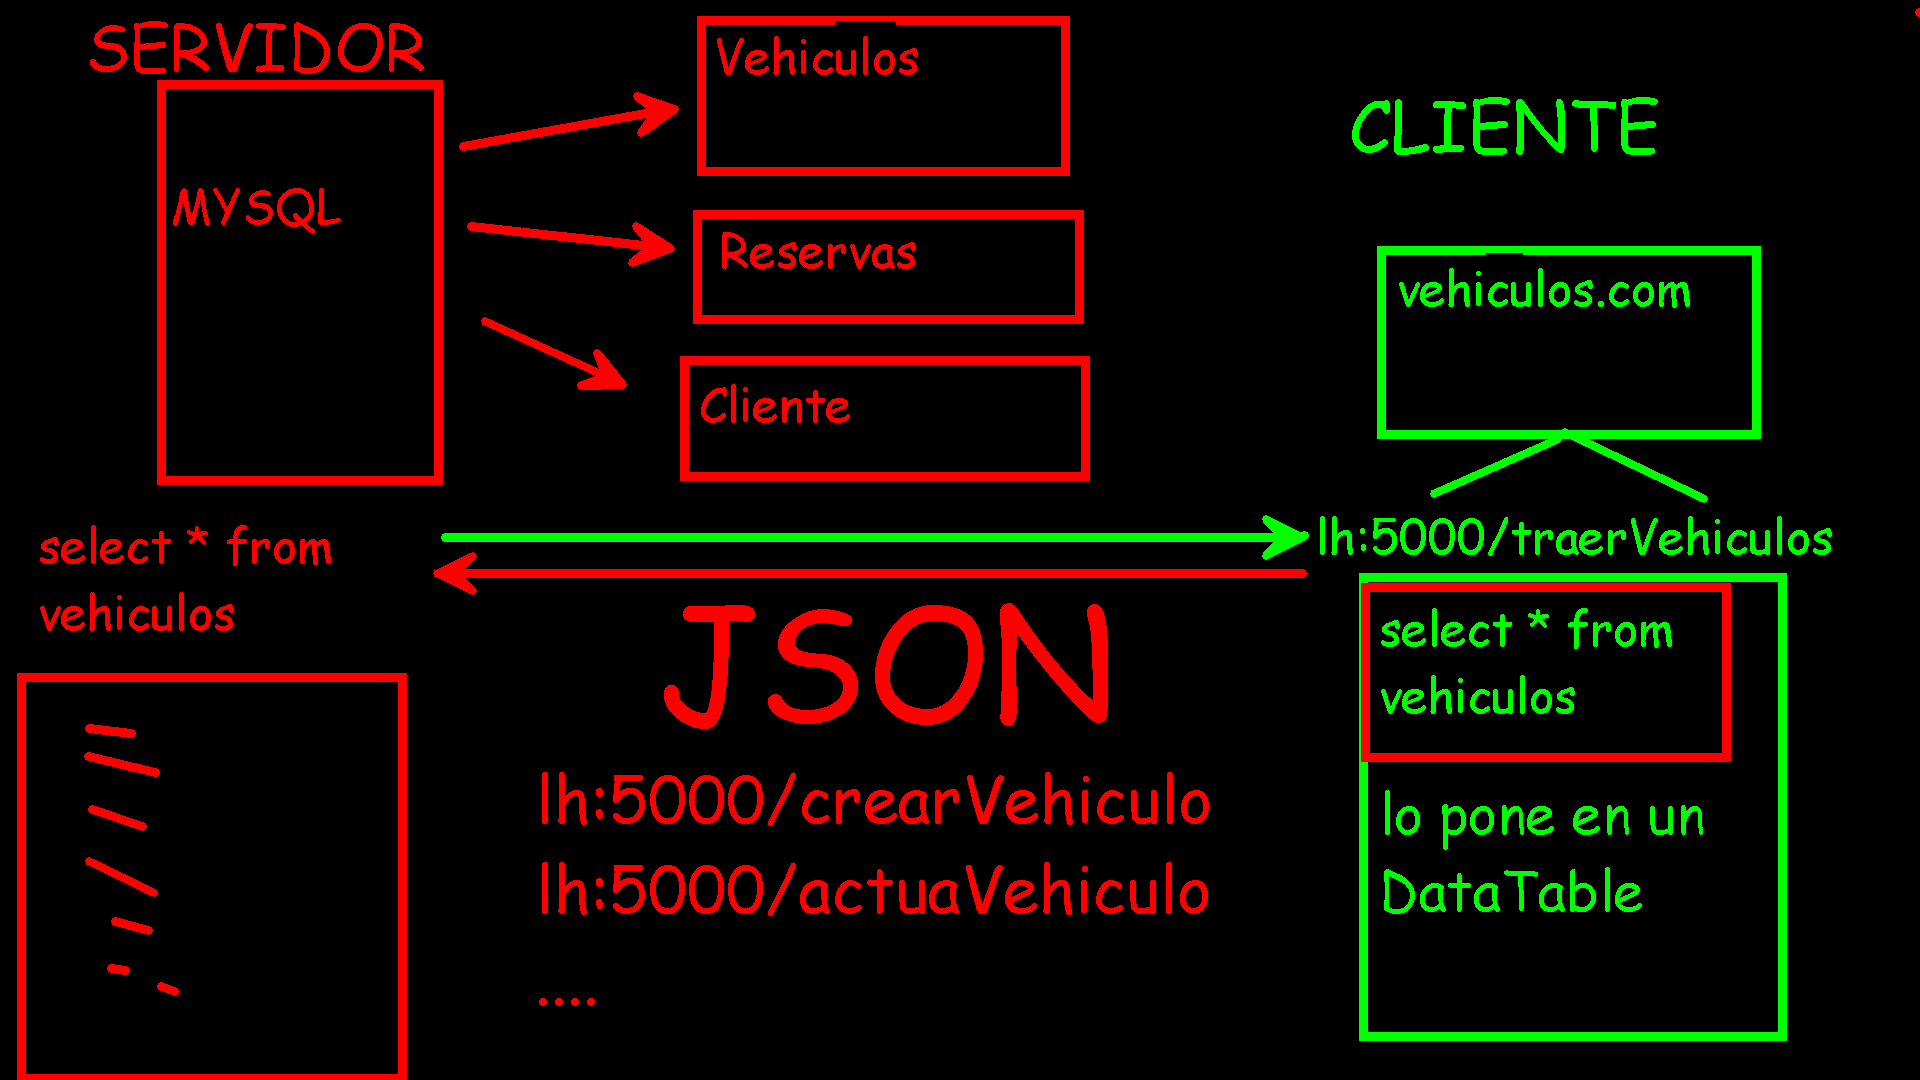 SERVIDOR
MYSQL
Vehiculos
Reservas
Cliente
CLIENTE
vehiculos.com
lh:5000/traerVehiculos
select * from
vehiculos
lo pone en un
DataTable
select * from
vehiculos
JSON
lh:5000/crearVehiculo
lh:5000/actuaVehiculo
....